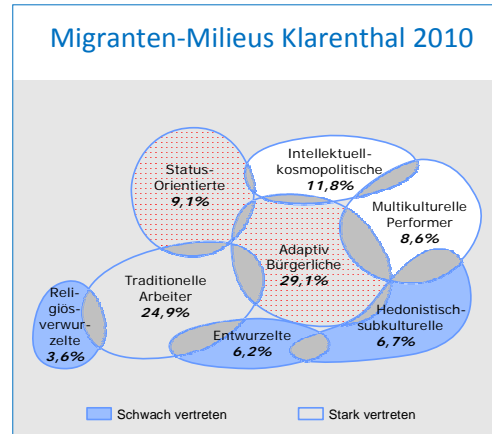 Migranten-Milieus Klarenthal 2010
Status-
Orientierte
9,1%
Intellektuell-
kosmopolitische
11,8%
Multikulturelle
Performer
8,6%
Adaptiv
Bürgerliche
29,1%
Traditionelle
Arbeiter
24,9%
Reli-
giös-
verwur-
zelte
3,6%
Entwurzelte
6,2%
Hedonistisch-
subkulturelle
6,7%
Schwach vertreten
Stark vertreten